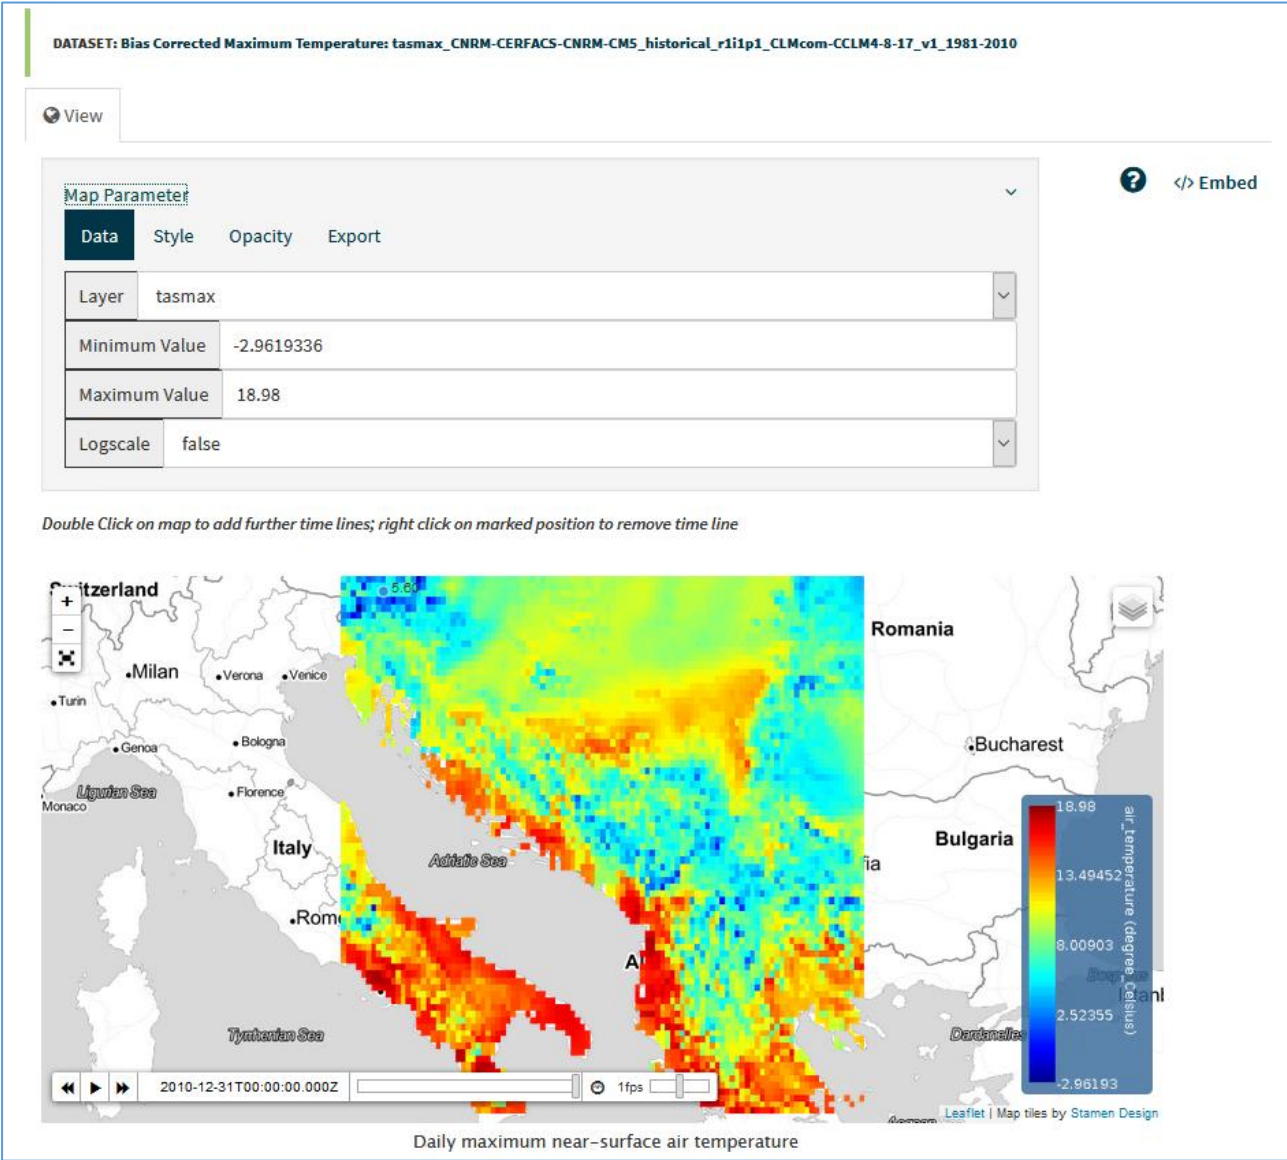 DATASET: Bias Corrected Maximum Temperature: tasmax_CNRM-CERFACS-CNRM-CM5_historical_r1i1p1_CLMcom-CCLM4-8-17_v1_1981-2010
View
Map Parameter
? </> Embed
Data Style Opacity Export
Layer tasmax
Minimum Value -2.9619336
Maximum Value 18.98
Logscale false
Double Click on map to add further time lines; right click on marked position to remove time line
itzerland
5.60
+
−
Romania
Milan
Verona
Venice
Turin
Genoa
Bologna
Bucharest
Ligurian Sea
Florence
Monaco
18.98
Italy
Adriatic Sea
Bulgaria
13.49452
air_temperature (degree_Celsius)
Rom
8.00903
A
2.52355
Tyrrhenian Sea
Dardanelles
2010-12-31T00:00:00.000Z
1fps
-2.96193
Leaflet | Map tiles by Stamen Design
Daily maximum near-surface air temperature